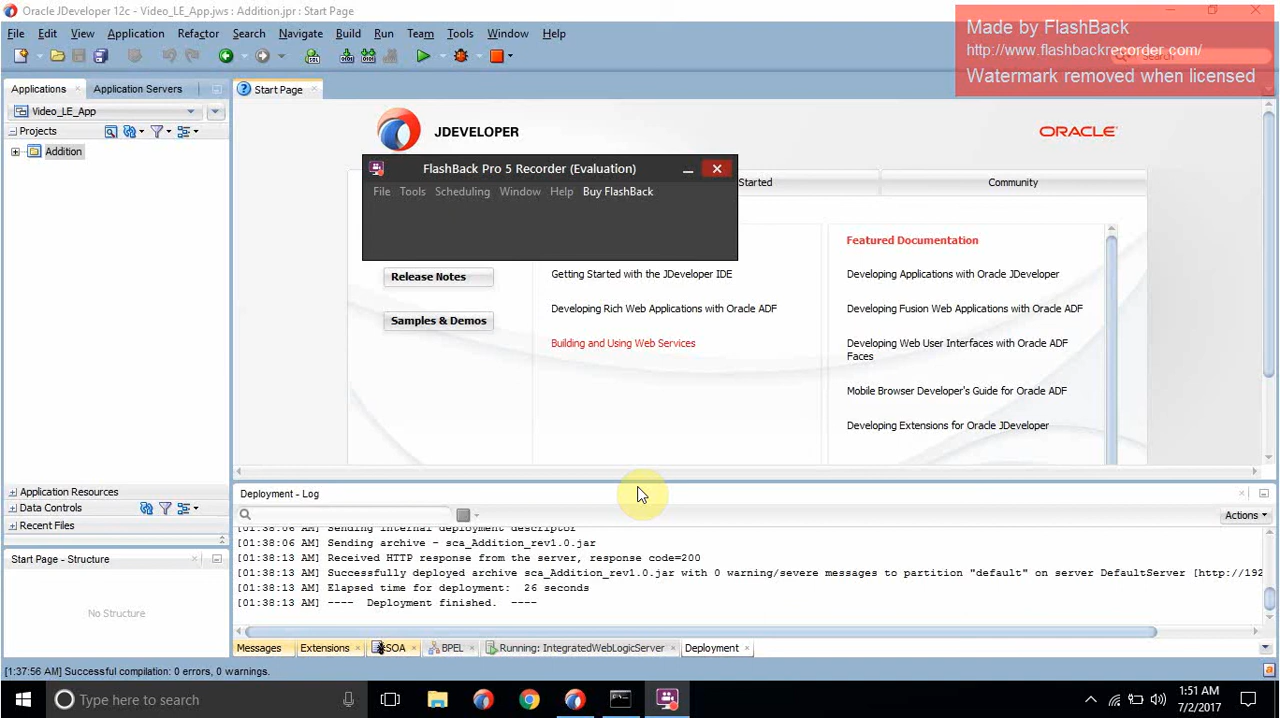 Oracle JDeveloper 12c - Video_LE_App.jws : Addition.jpr : Start Page
Made by FlashBack
http://www.flashbackrecorder.com/
Watermark removed when licensed
File Edit View Application Refactor Search Navigate Build Run Team Tools Window Help
Search
Applications Application Servers
Start Page
Video_LE_App
Projects
Addition
JDEVELOPER
ORACLE
FlashBack Pro 5 Recorder (Evaluation)
File Tools Scheduling Window Help Buy FlashBack
Started
Community
Featured Documentation
Release Notes
Getting Started with the JDeveloper IDE
Developing Applications with Oracle JDeveloper
Samples & Demos
Developing Rich Web Applications with Oracle ADF
Developing Fusion Web Applications with Oracle ADF
Building and Using Web Services
Developing Web User Interfaces with Oracle ADF
Faces
Mobile Browser Developer's Guide for Oracle ADF
Developing Extensions for Oracle JDeveloper
Application Resources
Data Controls
Recent Files
Start Page - Structure
No Structure
Deployment - Log
Actions
[01:38:06 AM] Sending internal deployment descriptor
[01:38:06 AM] Sending archive - sca_Addition_rev1.0.jar
[01:38:13 AM] Received HTTP response from the server, response code=200
[01:38:13 AM] Successfully deployed archive sca_Addition_rev1.0.jar with 0 warning/severe messages to partition "default" on server DefaultServer [http://192
[01:38:13 AM] Elapsed time for deployment: 26 seconds
[01:38:13 AM] ---- Deployment finished. ----
Messages Extensions SOA BPEL Running: IntegratedWebLogicServer Deployment
[1:37:56 AM] Successful compilation: 0 errors, 0 warnings.
Type here to search
1:51 AM
7/2/2017